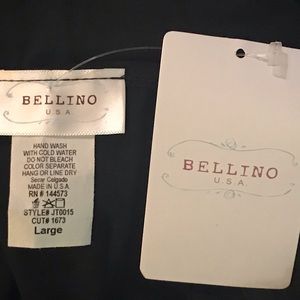 BELLINO
U.S.A.
HAND WASH
WITH COLD WATER
DO NOT BLEACH
COLOR SEPARATE
HANG OR LINE DRY
Secar Colgado
MADE IN U.S.A.
RN # 144573
STYLE# JT0015
CUT# 1673
Large
BELLINO
U.S.A.